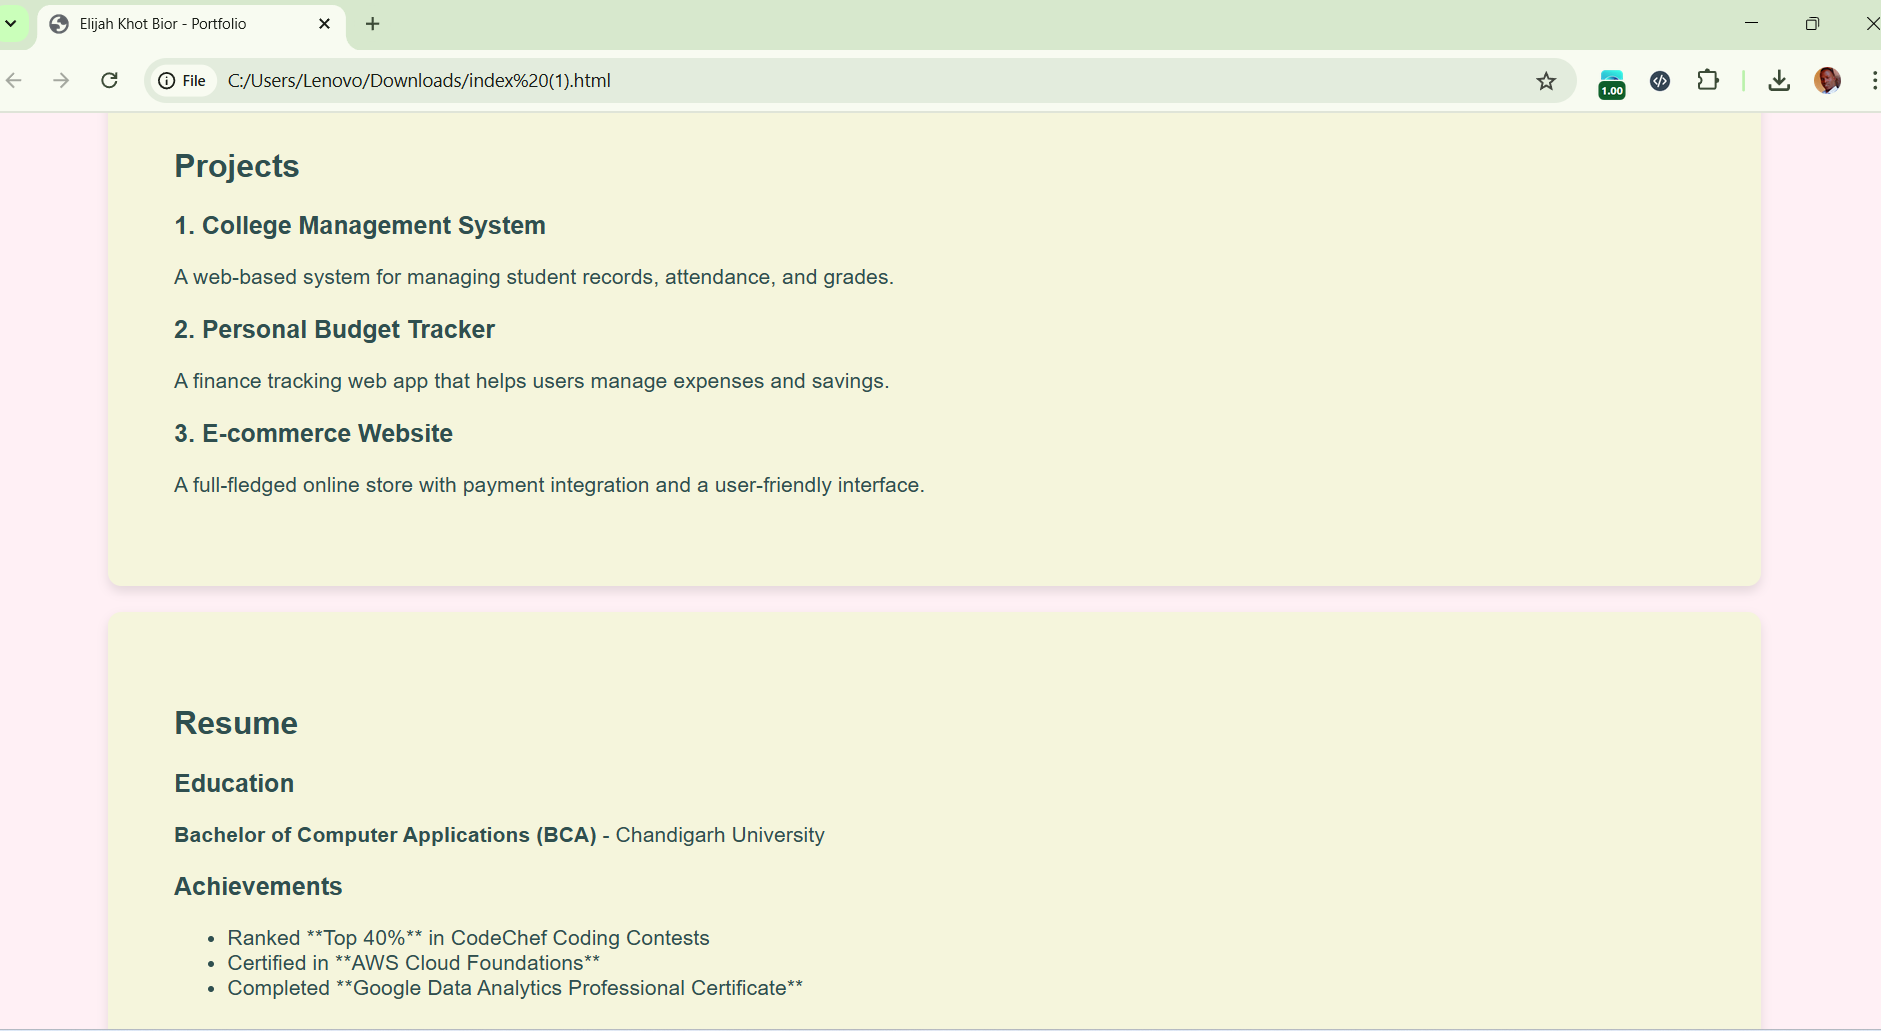 Elijah Khot Bior - Portfolio
File
C:/Users/Lenovo/Downloads/index%20(1).html
1.00
Projects
1. College Management System
A web-based system for managing student records, attendance, and grades.
2. Personal Budget Tracker
A finance tracking web app that helps users manage expenses and savings.
3. E-commerce Website
A full-fledged online store with payment integration and a user-friendly interface.
Resume
Education
Bachelor of Computer Applications (BCA) - Chandigarh University
Achievements
• Ranked **Top 40%** in CodeChef Coding Contests
• Certified in **AWS Cloud Foundations**
• Completed **Google Data Analytics Professional Certificate**